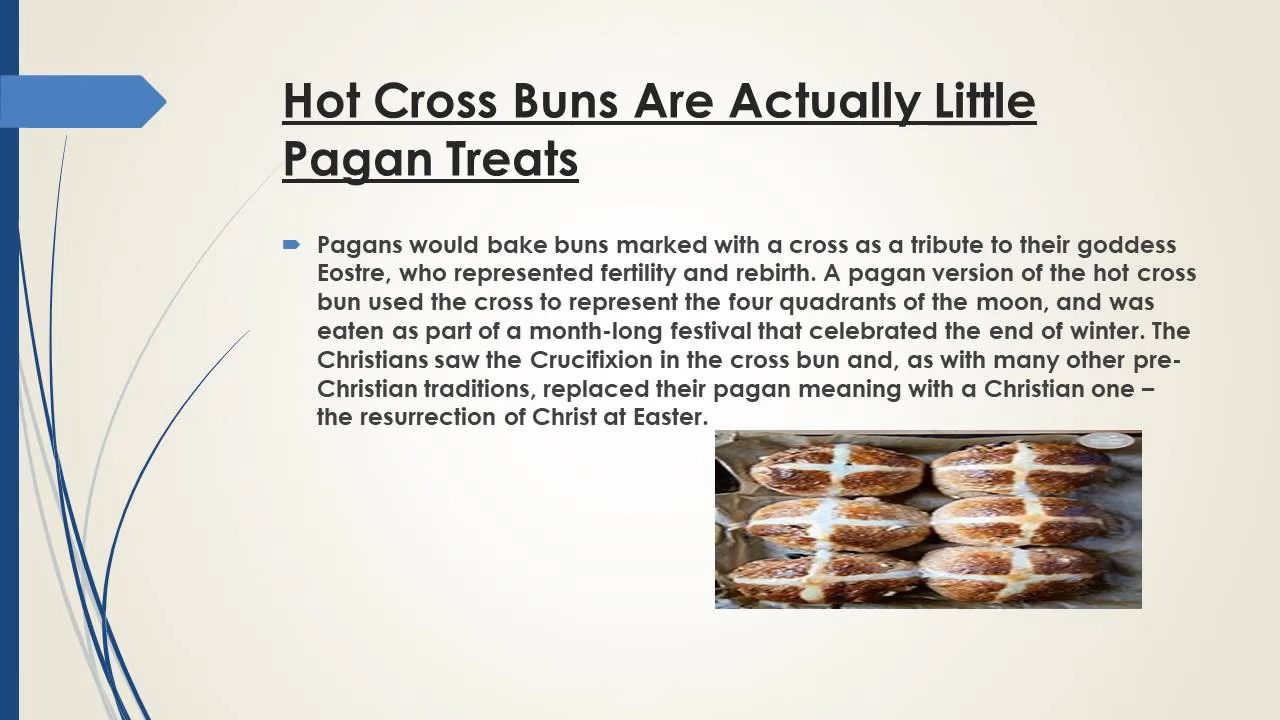 Hot Cross Buns Are Actually Little
Pagan Treats
Pagans would bake buns marked with a cross as a tribute to their goddess
Eostre, who represented fertility and rebirth. A pagan version of the hot cross
bun used the cross to represent the four quadrants of the moon, and was
eaten as part of a month-long festival that celebrated the end of winter. The
Christians saw the Crucifixion in the cross bun and, as with many other pre-
Christian traditions, replaced their pagan meaning with a Christian one –
the resurrection of Christ at Easter.